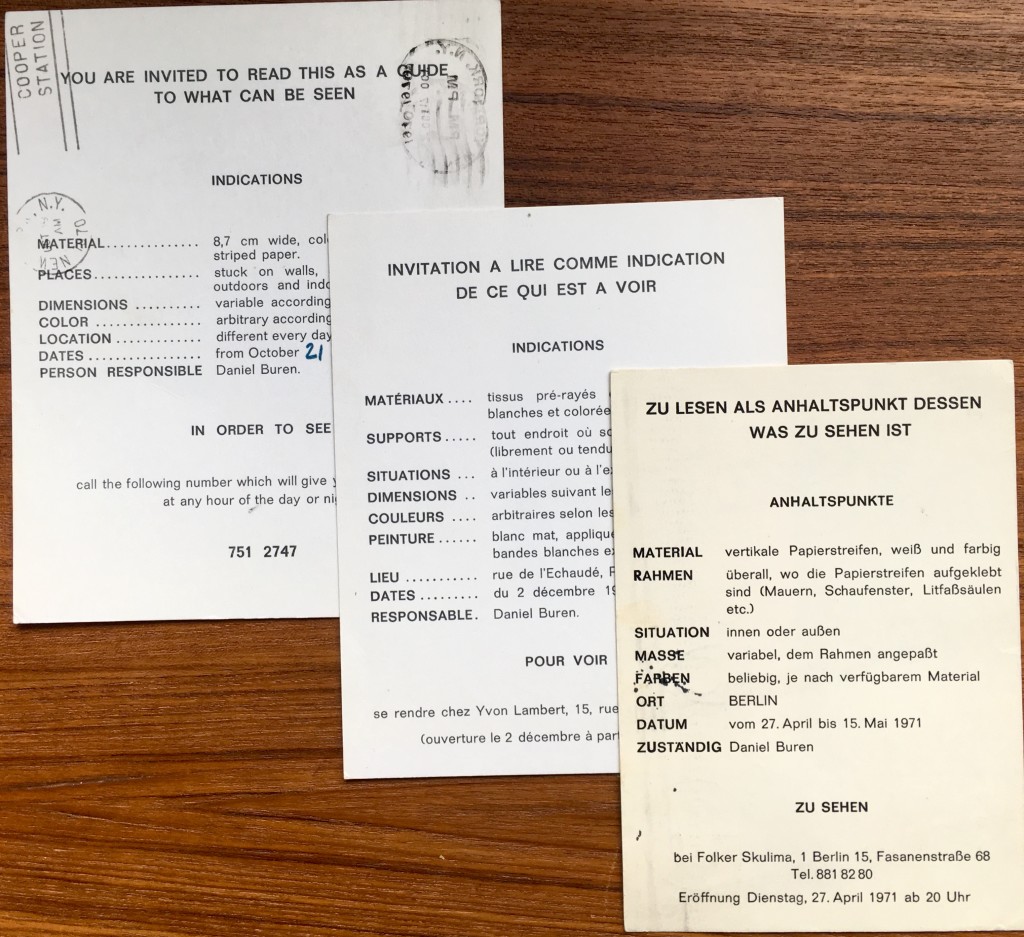 COOPER
STATION
YOU ARE INVITED TO READ THIS AS A GUIDE
TO WHAT CAN BE SEEN
N.Y.
PM
INDICATIONS
N.Y.
AM
NEW
MATERIAL.............. 8,7 cm wide,
striped paper.
PLACES................ stuck on walls,
outdoors and
DIMENSIONS .......... variable according
COLOR ................ arbitrary according
LOCATION ............. different every day
DATES ................. from October 21
PERSON RESPONSIBLE Daniel Buren.
IN ORDER TO SEE
call the following number which will give
at any hour of the day or
751 2747
INVITATION A LIRE COMME INDICATION
DE CE QUI EST A VOIR
INDICATIONS
MATÉRIAUX .... tissus pré-rayés
blanches et
SUPPORTS..... tout endroit où
(librement ou
SITUATIONS ... à l'intérieur ou à
DIMENSIONS .. variables suivant
COULEURS .... arbitraires selon
PEINTURE ...... blanc mat,
bandes blanches
LIEU ........... rue de l'Echaudé,
DATES ......... du 2 décembre
RESPONSABLE. Daniel Buren.
POUR VOIR
se rendre chez Yvon Lambert, 15, rue
(ouverture le 2 décembre à
ZU LESEN ALS ANHALTSPUNKT DESSEN
WAS ZU SEHEN IST
ANHALTSPUNKTE
MATERIAL vertikale Papierstreifen, weiß und farbig
RAHMEN überall, wo die Papierstreifen aufgeklebt
sind (Mauern, Schaufenster, Litfaßsäulen
etc.)
SITUATION innen oder außen
MASSE variabel, dem Rahmen angepaßt
FARBEN beliebig, je nach verfügbarem Material
ORT BERLIN
DATUM vom 27. April bis 15. Mai 1971
ZUSTÄNDIG Daniel Buren
ZU SEHEN
bei Folker Skulima, 1 Berlin 15, Fasanenstraße 68
Tel. 881 82 80
Eröffnung Dienstag, 27. April 1971 ab 20 Uhr